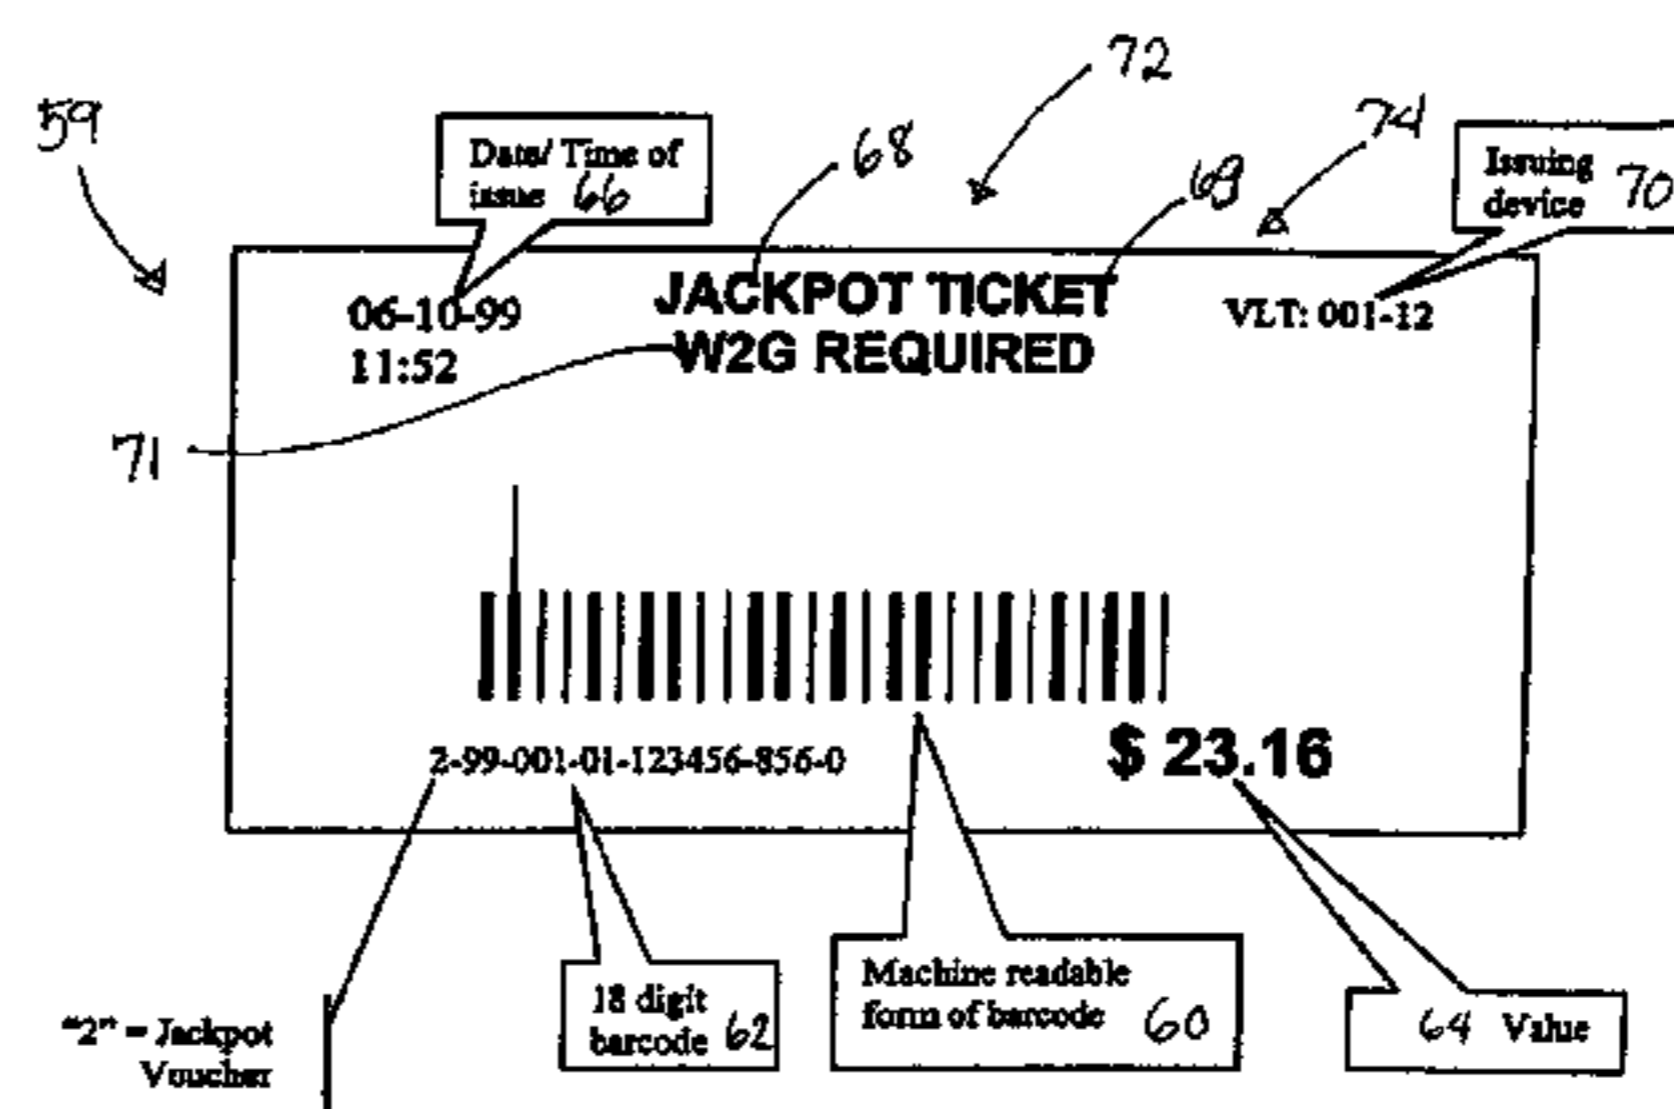 72
59
74
Date/ Time of
issue 66
68
69
Issuing
device 70
06-10-99
11:52
JACKPOT TICKET
W2G REQUIRED
VLT: 001-12
71
2-99-001-01-123456-856-0
$ 23.16
"2" = Jackpot
Voucher
18 digit
barcode 62
Machine readable
form of barcode 60
64 Value